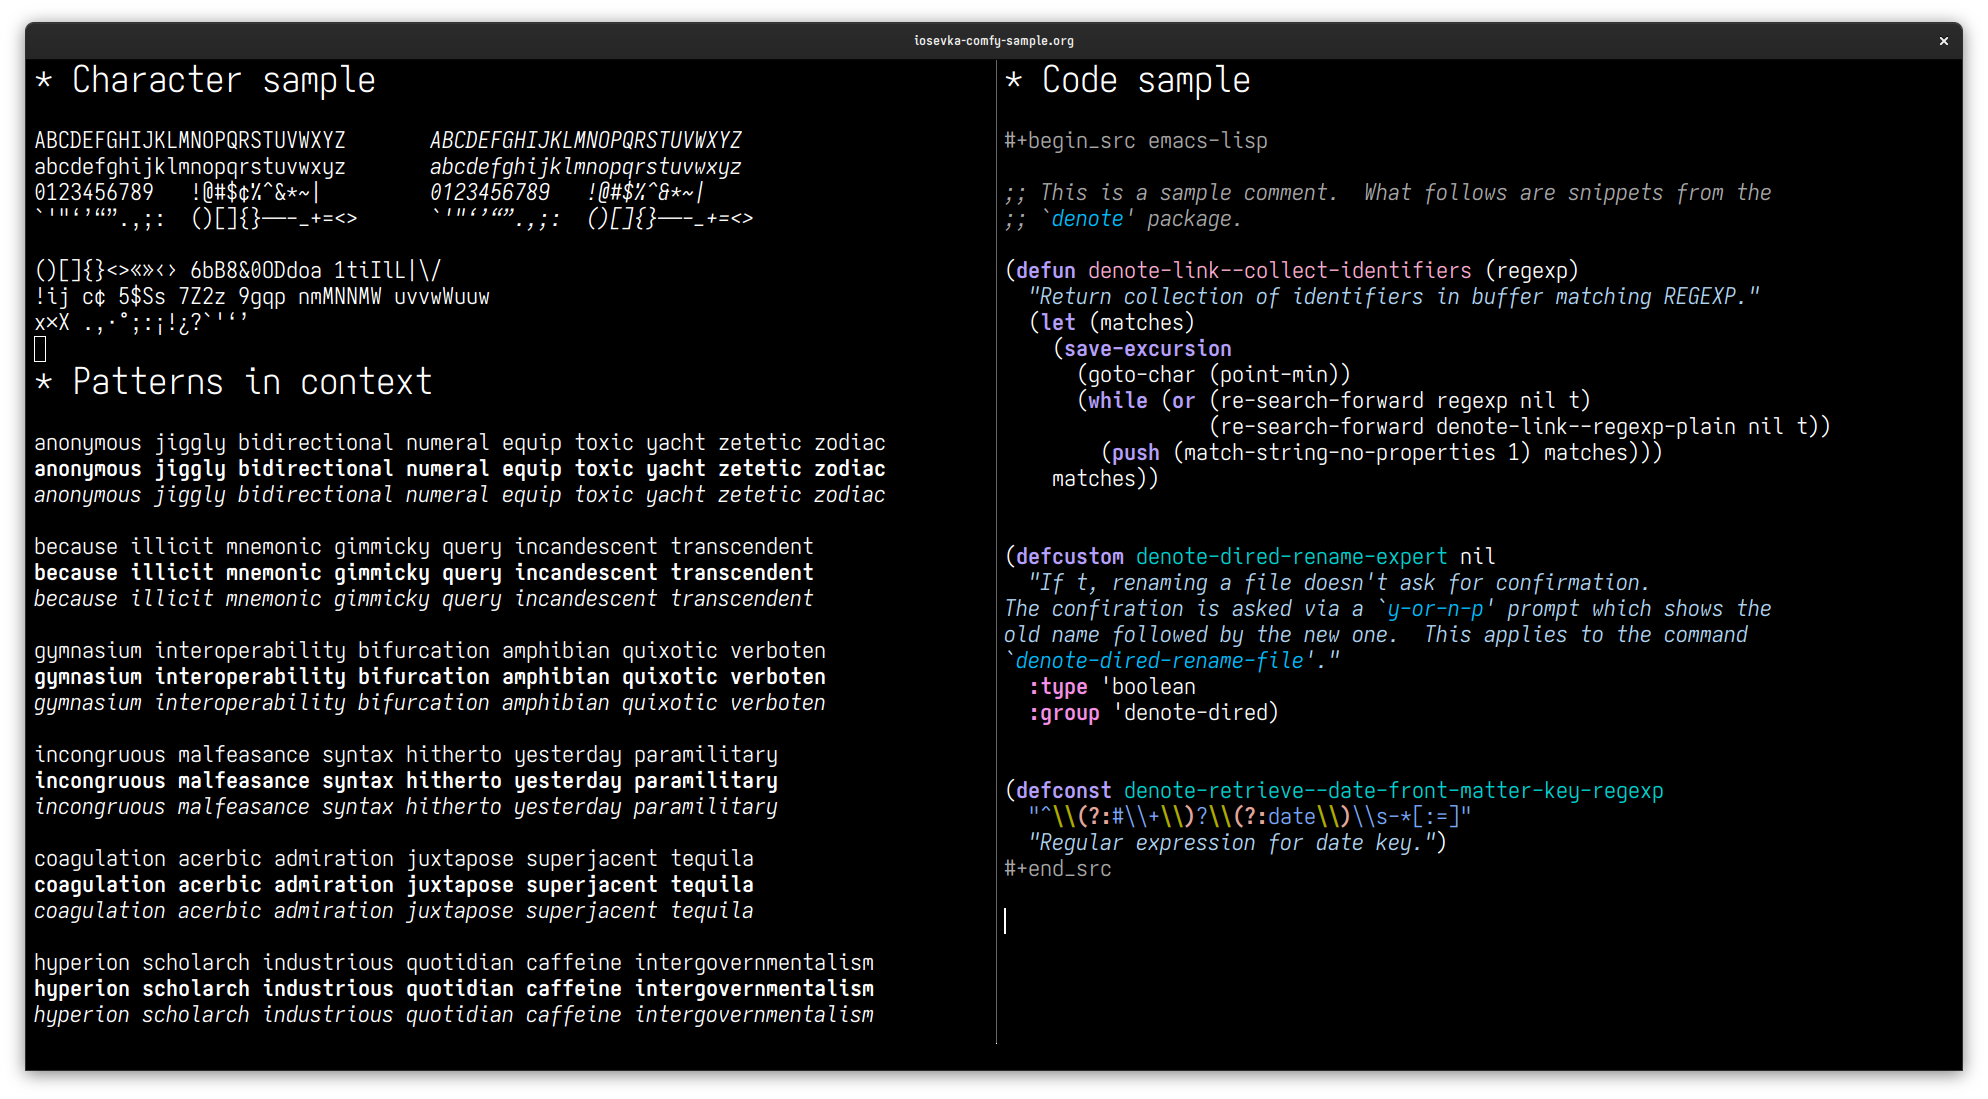 iosevka-comfy-sample.org ×
* Character sample
ABCDEFGHIJKLMNOPQRSTUVWXYZ ABCDEFGHIJKLMNOPQRSTUVWXYZ
abcdefghijklmnopqrstuvwxyz abcdefghijklmnopqrstuvwxyz
0123456789 !@#$¢%^&*~| 0123456789 !@#$%^&*~|
`'"‘’“”.,;: ()[]{}—–-_+=<> `'"‘’“”.,;: ()[]{}—–-_+=<>
()[]{}<>«»‹› 6bB8&0ODdoa 1tiIlL|\/
!ij c¢ 5$Ss 7Z2z 9gqp nmMNNMW uvvwWuuw
x×X .,·°;:¡!¿?`'‘’
* Patterns in context
anonymous jiggly bidirectional numeral equip toxic yacht zetetic zodiac
anonymous jiggly bidirectional numeral equip toxic yacht zetetic zodiac
anonymous jiggly bidirectional numeral equip toxic yacht zetetic zodiac
because illicit mnemonic gimmicky query incandescent transcendent
because illicit mnemonic gimmicky query incandescent transcendent
because illicit mnemonic gimmicky query incandescent transcendent
gymnasium interoperability bifurcation amphibian quixotic verboten
gymnasium interoperability bifurcation amphibian quixotic verboten
gymnasium interoperability bifurcation amphibian quixotic verboten
incongruous malfeasance syntax hitherto yesterday paramilitary
incongruous malfeasance syntax hitherto yesterday paramilitary
incongruous malfeasance syntax hitherto yesterday paramilitary
coagulation acerbic admiration juxtapose superjacent tequila
coagulation acerbic admiration juxtapose superjacent tequila
coagulation acerbic admiration juxtapose superjacent tequila
hyperion scholarch industrious quotidian caffeine intergovernmentalism
hyperion scholarch industrious quotidian caffeine intergovernmentalism
hyperion scholarch industrious quotidian caffeine intergovernmentalism
* Code sample
#+begin_src emacs-lisp
;; This is a sample comment.  What follows are snippets from the
;; `denote' package.
(defun denote-link--collect-identifiers (regexp)
  "Return collection of identifiers in buffer matching REGEXP."
  (let (matches)
    (save-excursion
      (goto-char (point-min))
      (while (or (re-search-forward regexp nil t)
                 (re-search-forward denote-link--regexp-plain nil t))
        (push (match-string-no-properties 1) matches)))
    matches))
(defcustom denote-dired-rename-expert nil
  "If t, renaming a file doesn't ask for confirmation.
The confiration is asked via a `y-or-n-p' prompt which shows the
old name followed by the new one.  This applies to the command
`denote-dired-rename-file'."
  :type 'boolean
  :group 'denote-dired)
(defconst denote-retrieve--date-front-matter-key-regexp
  "^\\(?:#\\+\\)?\\(?:date\\)\\s-*[:=]"
  "Regular expression for date key.")
#+end_src